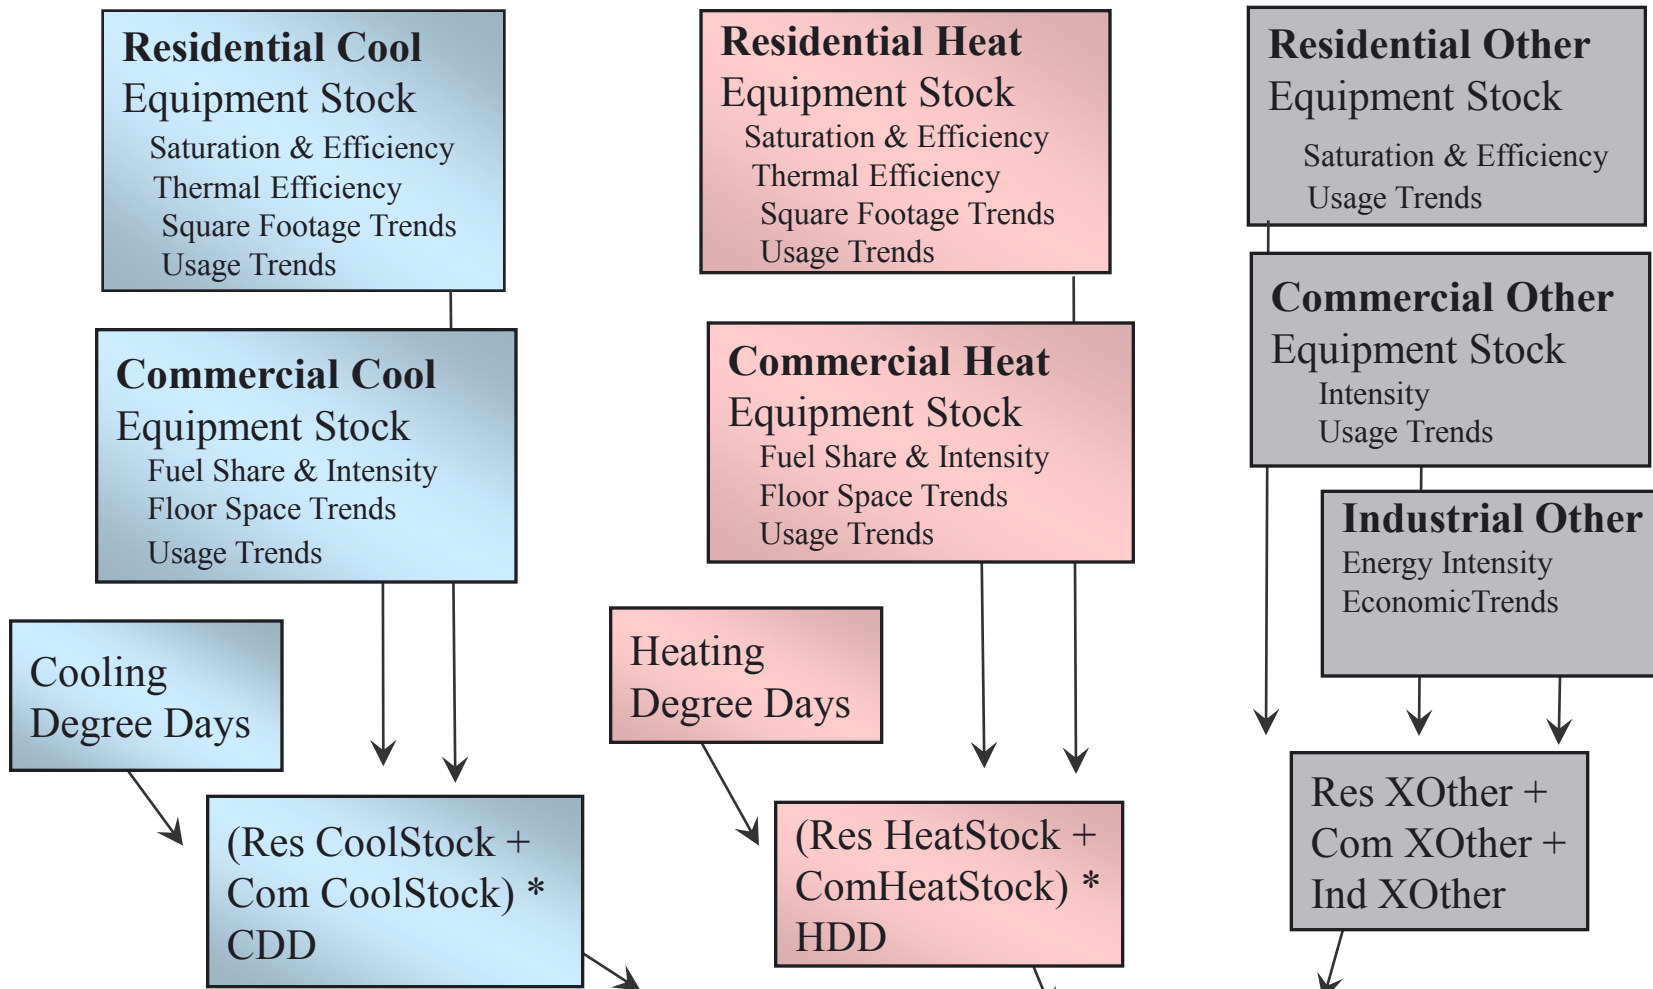 Residential Cool
Equipment Stock
Saturation & Efficiency
Thermal Efficiency
Square Footage Trends
Usage Trends
Residential Heat
Equipment Stock
Saturation & Efficiency
Thermal Efficiency
Square Footage Trends
Usage Trends
Residential Other
Equipment Stock
Saturation & Efficiency
Usage Trends
Commercial Cool
Equipment Stock
Fuel Share & Intensity
Floor Space Trends
Usage Trends
Commercial Heat
Equipment Stock
Fuel Share & Intensity
Floor Space Trends
Usage Trends
Commercial Other
Equipment Stock
Intensity
Usage Trends
Industrial Other
Energy Intensity
EconomicTrends
Cooling
Degree Days
Heating
Degree Days
(Res CoolStock +
Com CoolStock) *
CDD
(Res HeatStock +
ComHeatStock) *
HDD
Res XOther +
Com XOther +
Ind XOther